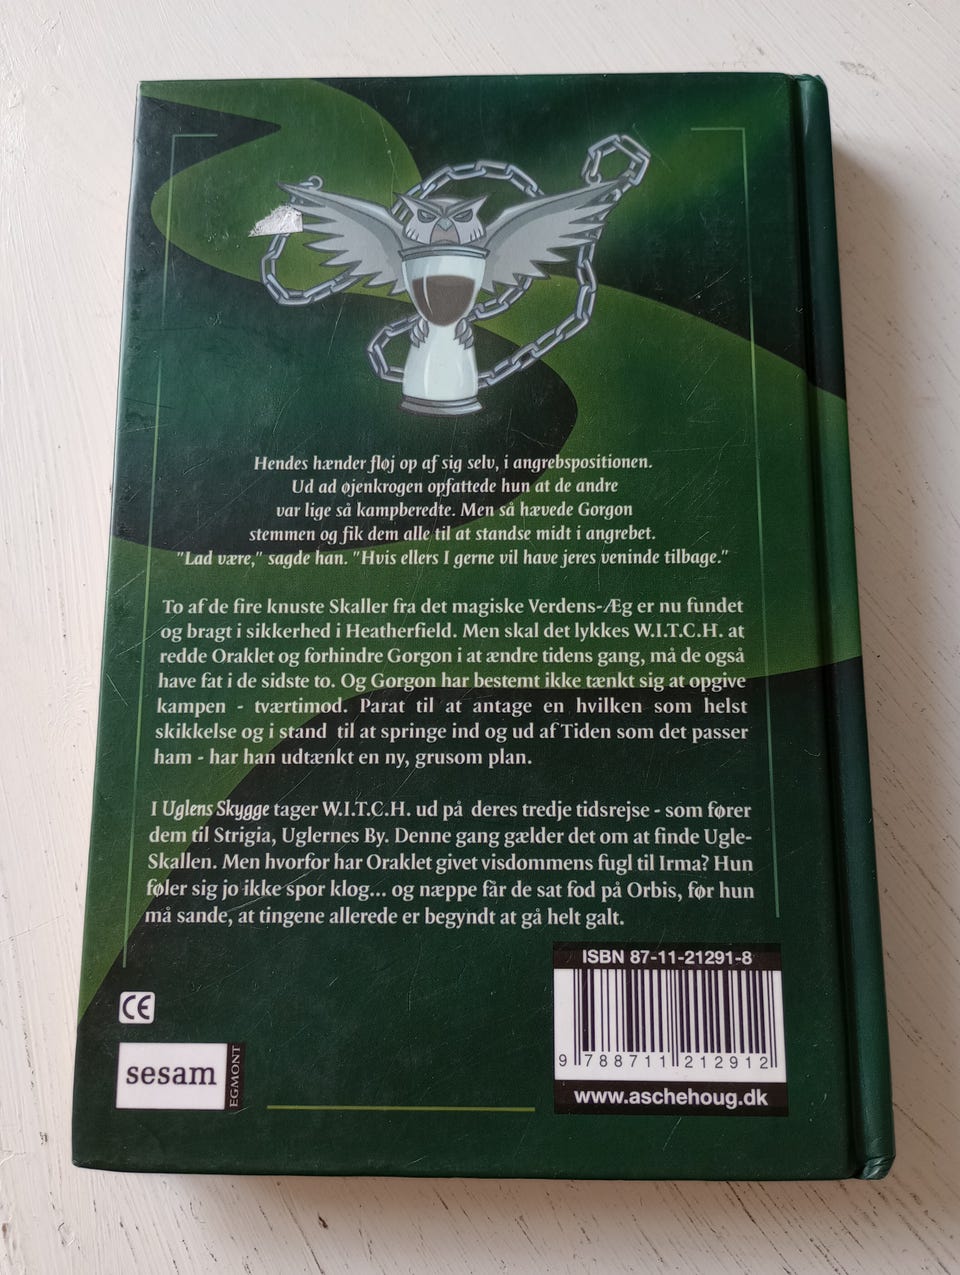 Hendes hænder fløj op af sig selv, i angrebspositionen.
Ud ad øjenkrogen opfattede hun at de andre
var lige så kampberedte. Men så hævede Gorgon
stemmen og fik dem alle til at standse midt i angrebet.
"Lad være," sagde han. "Hvis ellers I gerne vil have jeres veninde tilbage."
To af de fire knuste Skaller fra det magiske Verdens-Æg er nu fundet
og bragt i sikkerhed i Heatherfield. Men skal det lykkes W.I.T.C.H. at
redde Oraklet og forhindre Gorgon i at ændre tidens gang, må de også
have fat i de sidste to. Og Gorgon har bestemt ikke tænkt sig at opgive
kampen - tværtimod. Parat til at antage en hvilken som helst
skikkelse og i stand til at springe ind og ud af Tiden som det passer
ham - har han udtænkt en ny, grusom plan.
I Uglens Skygge tager W.I.T.C.H. ud på deres tredje tidsrejse - som fører
dem til Strigia, Uglernes By. Denne gang gælder det om at finde Ugle-
Skallen. Men hvorfor har Oraklet givet visdommens fugl til Irma? Hun
føler sig jo ikke spor klog... og næppe får de sat fod på Orbis, før hun
må sande, at tingene allerede er begyndt at gå helt galt.
ISBN 87-11-21291-8
9 788711 212912
www.aschehoug.dk
CE
sesam
EGMONT